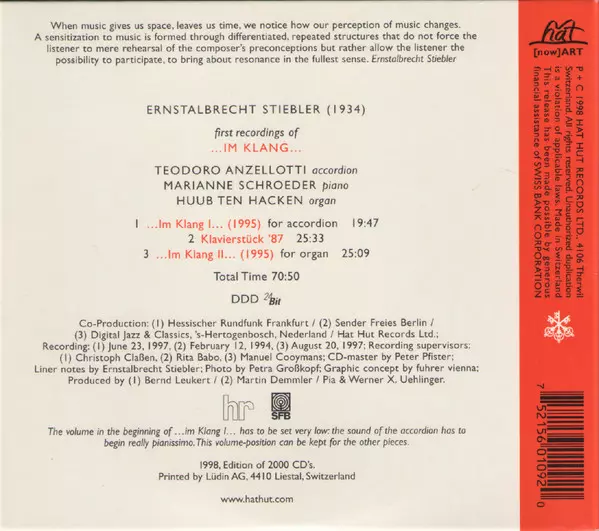 When music gives us space, leaves us time, we notice how our perception of music changes.
A sensitization to music is formed through differentiated, repeated structures that do not force the
listener to mere rehearsal of the composer's preconceptions but rather allow the listener the
possibility to participate, to bring about resonance in the fullest sense. Ernstalbrecht Stiebler
ERNSTALBRECHT STIEBLER (1934)
first recordings of
...IM KLANG...
TEODORO ANZELLOTTI accordion
MARIANNE SCHROEDER piano
HUUB TEN HACKEN organ
1 ...Im Klang I... (1995) for accordion 19:47
2 Klavierstück '87 25:33
3 ...Im Klang II... (1995) for organ 25:09
Total Time 70:50
DDD 24Bit
Co-Production: (1) Hessischer Rundfunk Frankfurt / (2) Sender Freies Berlin /
(3) Digital Jazz & Classics, 's-Hertogenbosch, Nederland / Hat Hut Records Ltd.;
Recording: (1) June 23, 1997, (2) February 12, 1994, (3) August 20, 1997; Recording supervisors:
(1) Christoph Claßen, (2) Rita Babo, (3) Manuel Cooymans; CD-master by Peter Pfister;
Liner notes by Ernstalbrecht Stiebler; Photo by Petra Großkopf; Graphic concept by fuhrer vienna;
Produced by (1) Bernd Leukert / (2) Martin Demmler / Pia & Werner X. Uehlinger.
hr
SFB
The volume in the beginning of ...im Klang I... has to be set very low: the sound of the accordion has to
begin really pianissimo. This volume-position can be kept for the other pieces.
1998, Edition of 2000 CD's.
Printed by Lüdin AG, 4410 Liestal, Switzerland
www.hathut.com
hat
[now]ART
P + C 1998 HAT HUT RECORDS LTD., 4106 Therwil
Switzerland. All rights reserved. Unauthorized duplication
is a violation of applicable laws. Made in Switzerland
This release has been made possible by generous
financial assistance of SWISS BANK CORPORATION
7 52156 01092 0